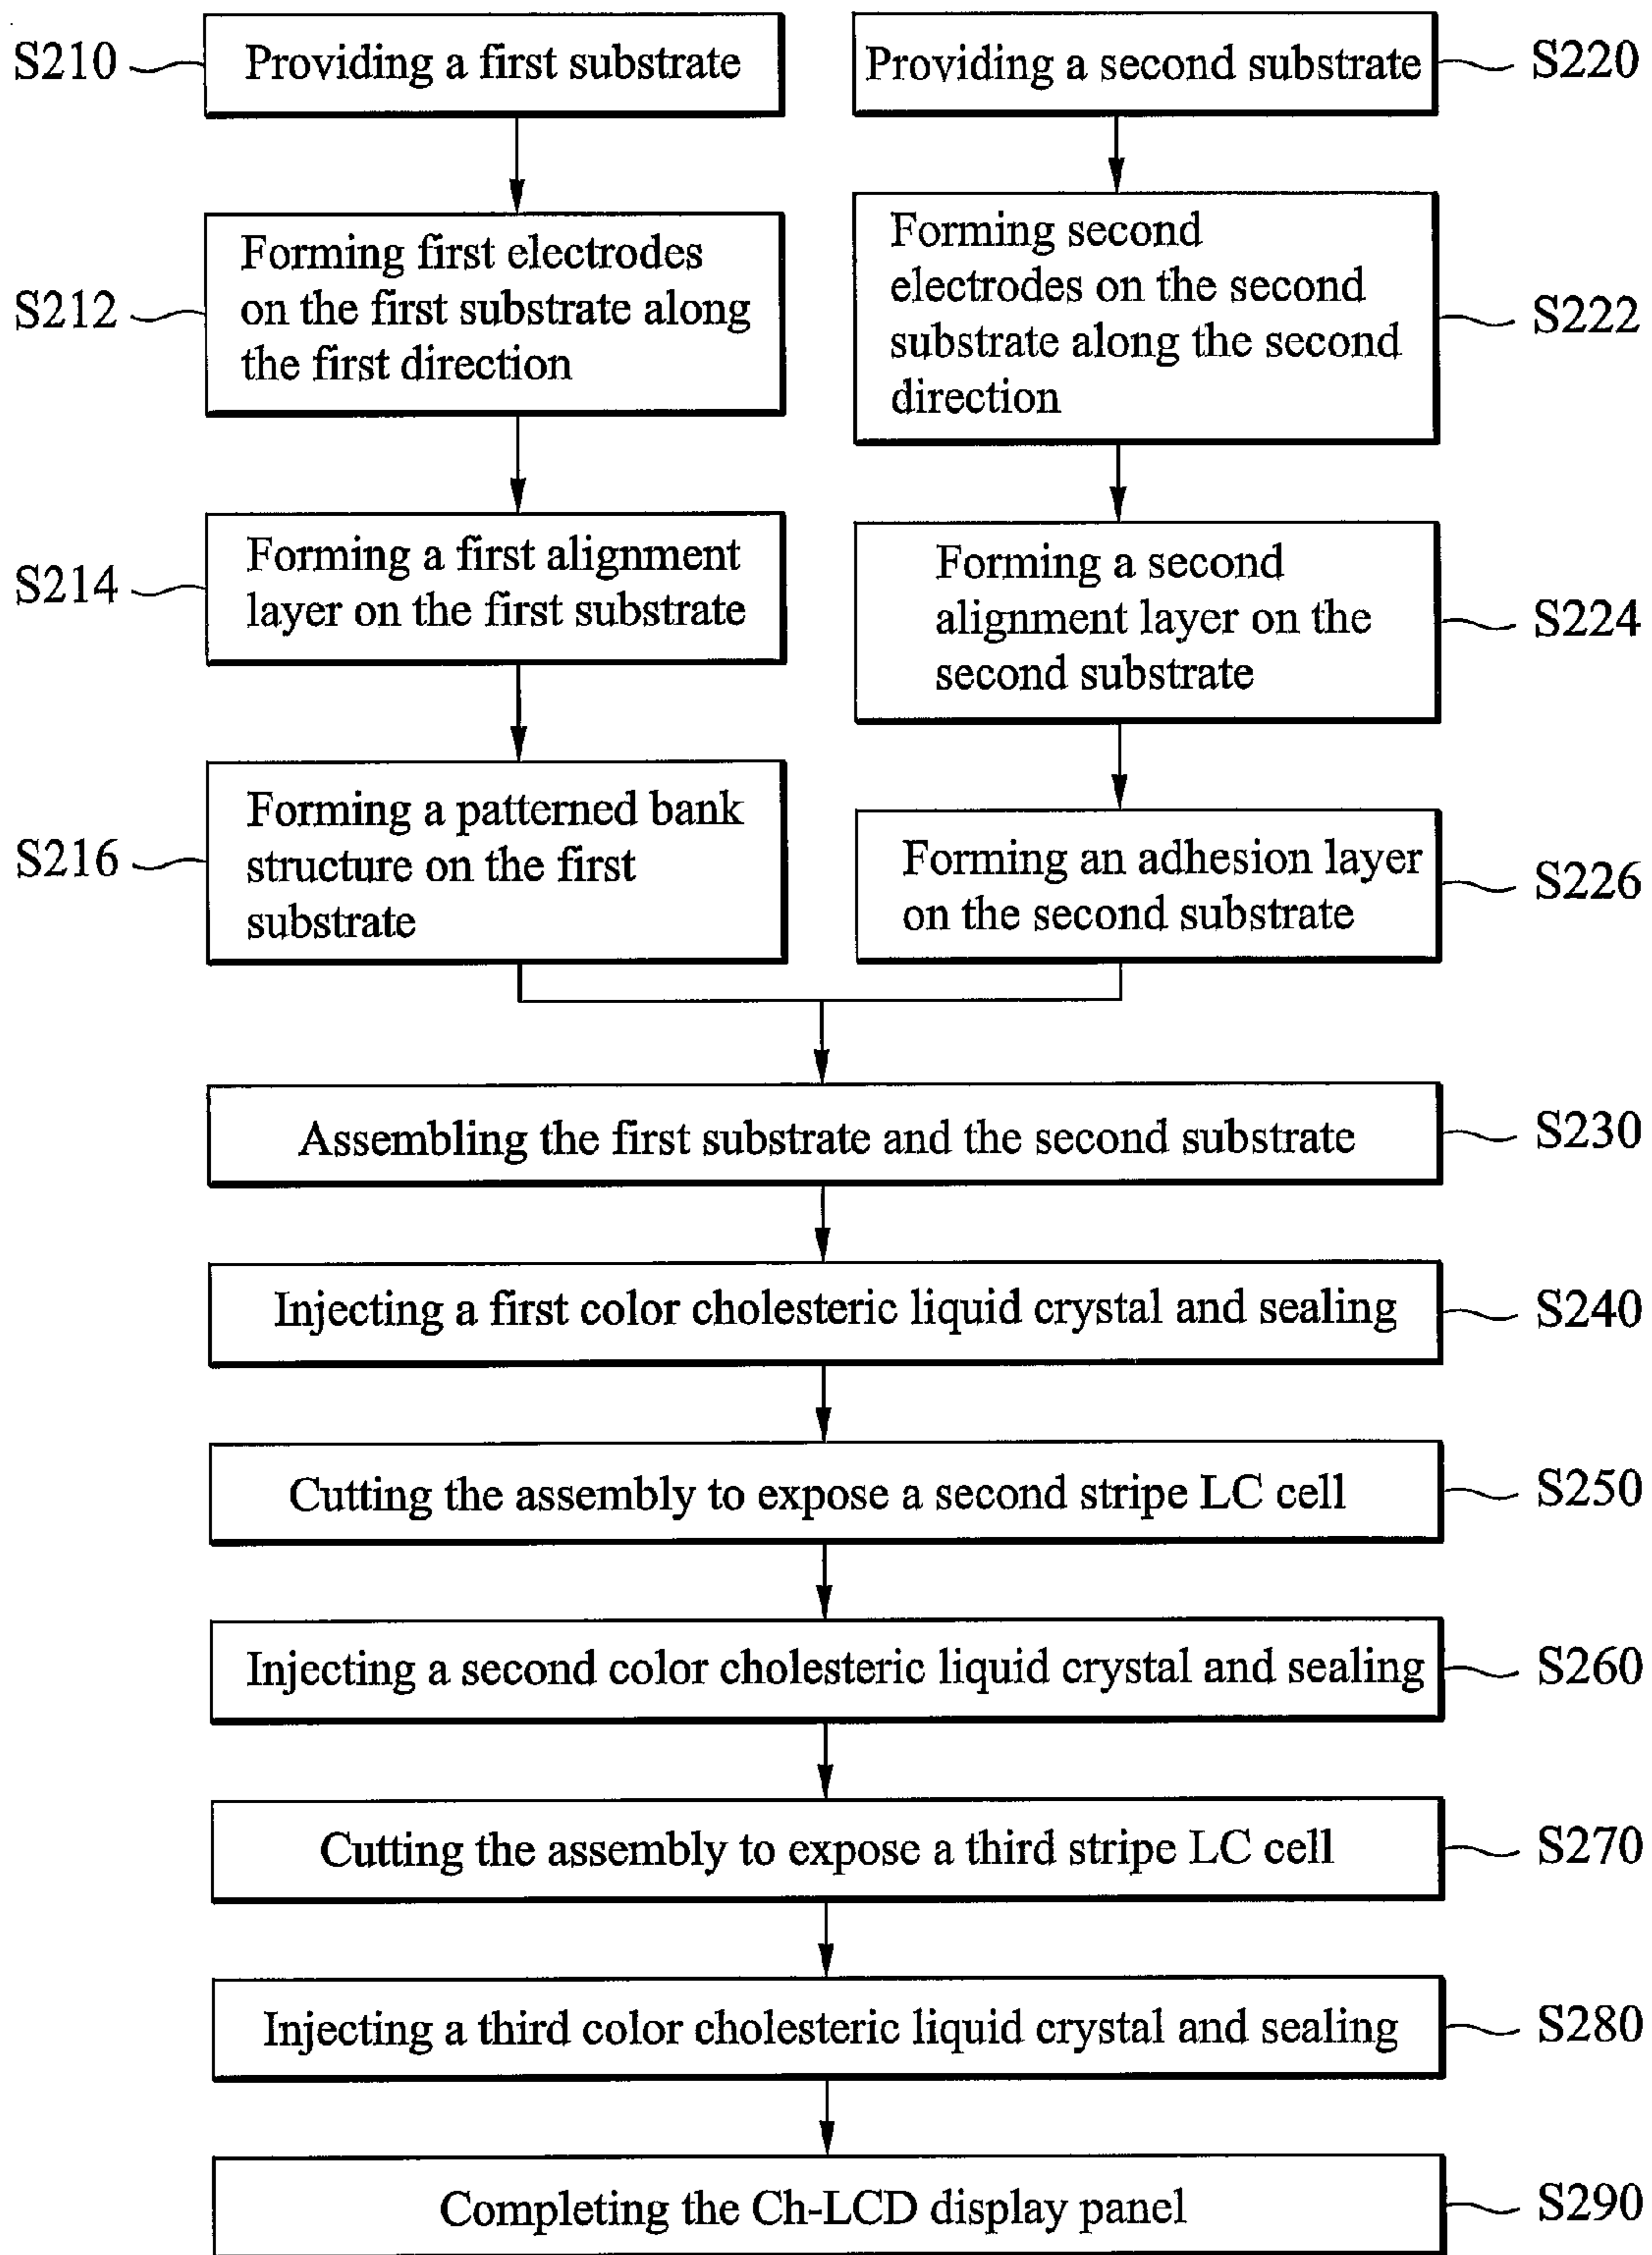 S210
Providing a first substrate
Providing a second substrate
S220
S212
Forming first electrodes
on the first substrate along
the first direction
Forming second
electrodes on the second
substrate along the second
direction
S222
S214
Forming a first alignment
layer on the first substrate
Forming a second
alignment layer on the
second substrate
S224
S216
Forming a patterned bank
structure on the first
substrate
Forming an adhesion layer
on the second substrate
S226
Assembling the first substrate and the second substrate
S230
Injecting a first color cholesteric liquid crystal and sealing
S240
Cutting the assembly to expose a second stripe LC cell
S250
Injecting a second color cholesteric liquid crystal and sealing
S260
Cutting the assembly to expose a third stripe LC cell
S270
Injecting a third color cholesteric liquid crystal and sealing
S280
Completing the Ch-LCD display panel
S290